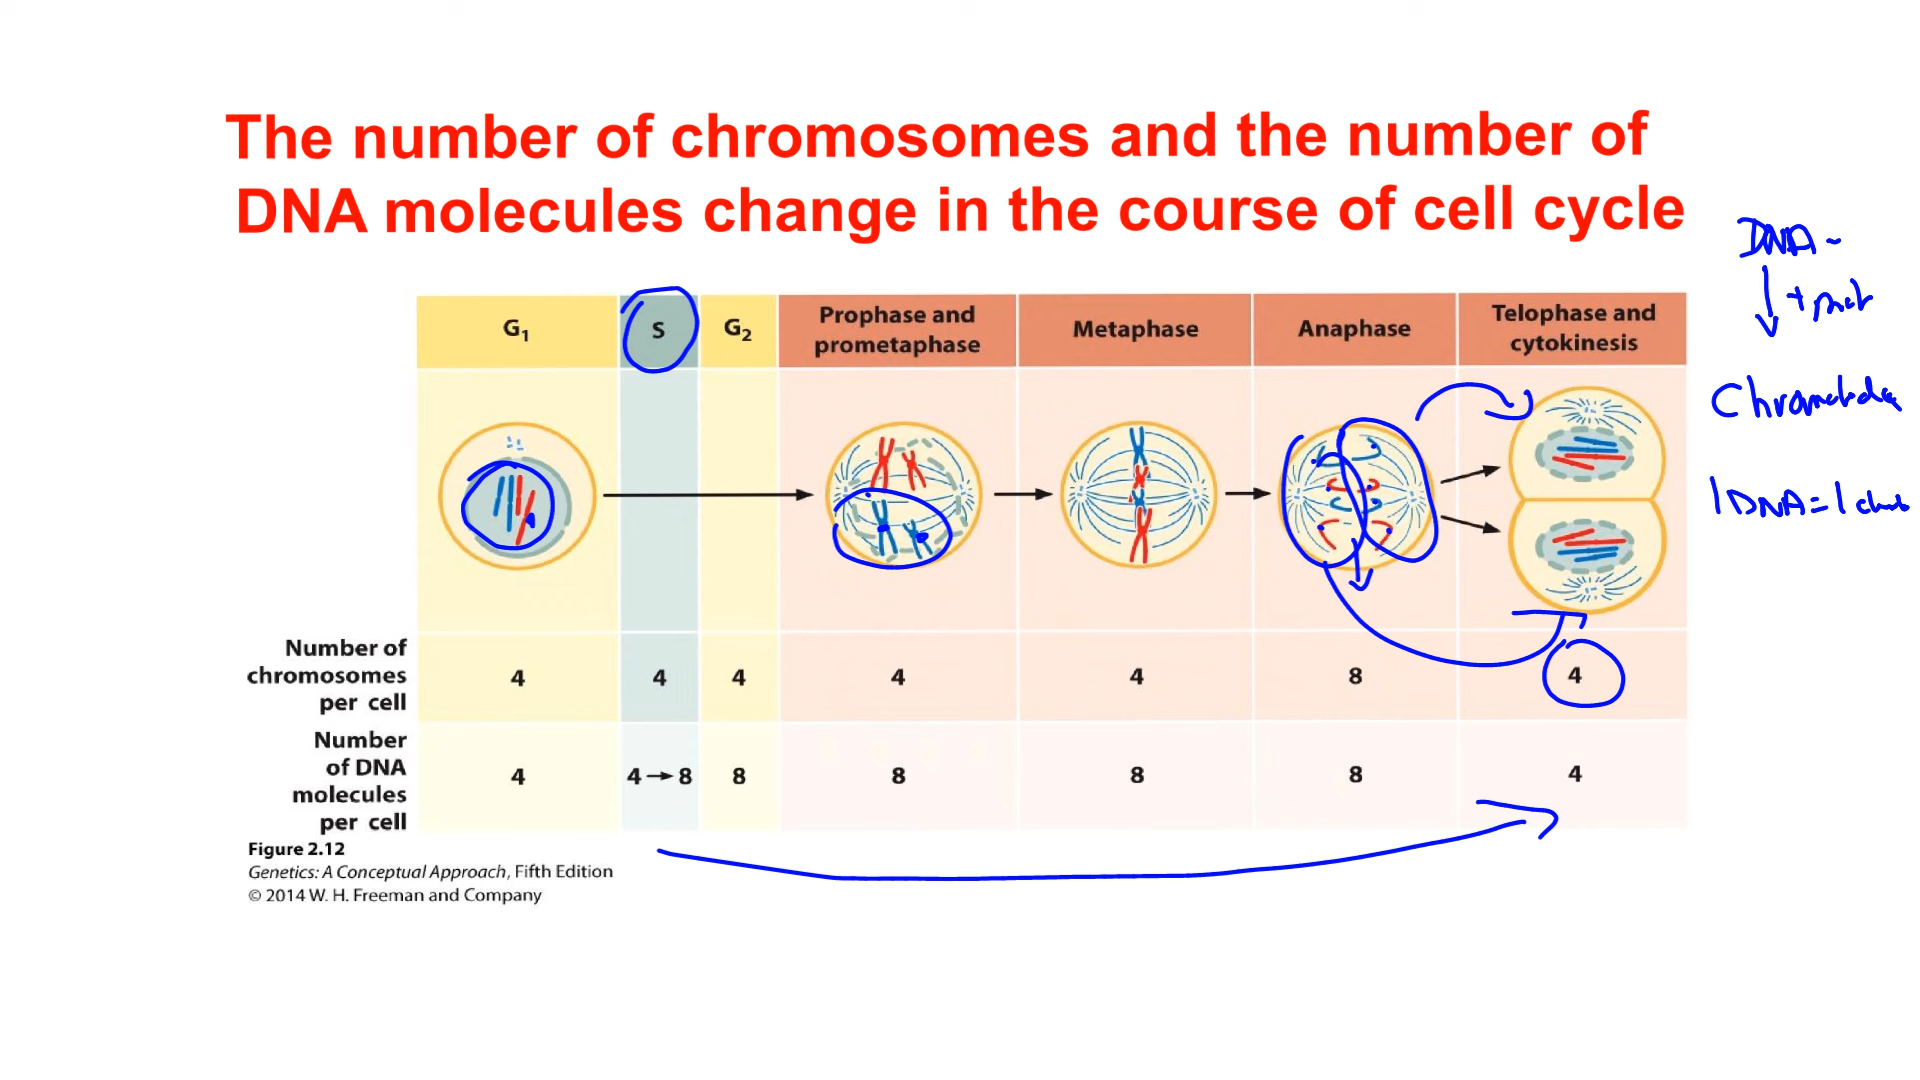 The number of chromosomes and the number of
DNA molecules change in the course of cell cycle
DNA -
+ prot
G1 S G2 Prophase and prometaphase Metaphase Anaphase Telophase and cytokinesis
1 DNA = 1
Number of
chromosomes
per cell
4 4 4 4 4 8 4
Number
of DNA
molecules
per cell
4 4→8 8 8 8 8 4
Figure 2.12
Genetics: A Conceptual Approach, Fifth Edition
© 2014 W. H. Freeman and Company